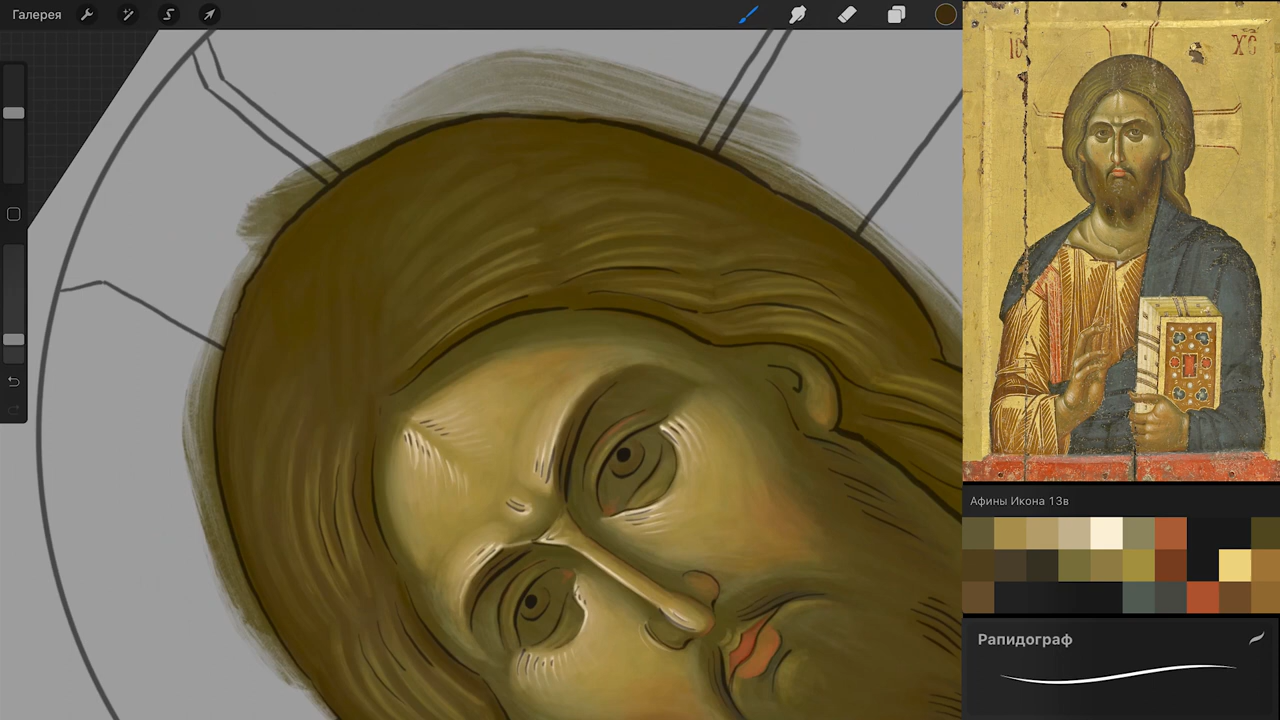 Галерея
IC
XC
Афины Икона 13в
Рапидограф